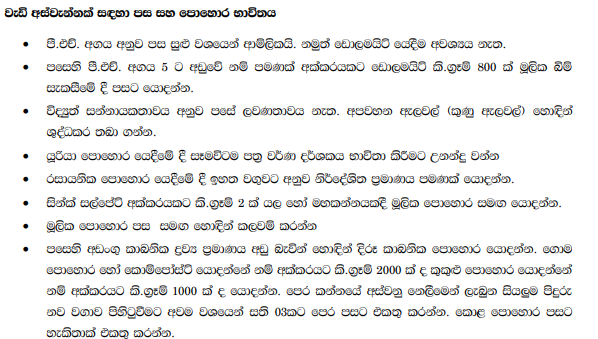 වැඩි අස්වැන්නක් සඳහා පස සහ පොහොර භාවිතය
• පී.එච්. අගය අනුව පස සුළු වශයෙන් ආම්ලිකයි. නමුත් ඩොලමයිට් යෙදීම අවශ්‍යය නැත.
• පසෙහි පී.එච්. අගය 5 ට අඩුවේ නම් පමණක් අක්කරයකට ඩොලමයිට් කි.ග්‍රෑම් 800 ක් මූලික බිම්
සැකසීමේ දී පසට යොදන්න.
• විද්‍යුත් සන්නායකතාවය අනුව පසේ ලවණතාවය නැත. අපවහන ඇලවල් (කුණු ඇලවල්) හොඳින්
ශුද්ධකර තබා ගන්න.
• යූරියා පොහොර යෙදීමේ දී සෑමවිටම පත්‍ර වර්ණ දර්ශකය භාවිතා කිරීමට උනන්දු වන්න
• රසායනික පොහොර යෙදීමේ දී ඉහත වගුවට අනුව නිර්දේශිත ප්‍රමාණය පමණක් යොදන්න.
• සින්ක් සල්පේට් අක්කරයකට කි.ග්‍රෑම් 2 ක් යල හෝ මහකන්නයකදී මූලික පොහොර සමඟ යොදන්න.
• මූලික පොහොර පස සමඟ හොඳින් කලවම් කරන්න
• පසෙහි අඩංගු කාබනික ද්‍රව්‍ය ප්‍රමාණය අඩු බැවින් හොඳින් දිරූ කාබනික පොහොර යොදන්න. ගොම
පොහොර හෝ කොම්පෝස්ට් යොදන්නේ නම් අක්කරයට කි.ග්‍රෑම් 2000 ක් ද කුකුළු පොහොර යොදන්නේ
නම් අක්කරයට කි.ග්‍රෑම් 1000 ක් ද යොදන්න. පෙර කන්නයේ අස්වනු නෙලීමෙන් ලැබුන සියලුම පිදුරු
නව වගාව පිහිටුවීමට අවම වශයෙන් සති 03කට පෙර පසට එකතු කරන්න. කොළ පොහොර පසට
හැකිතාක් එකතු කරන්න.